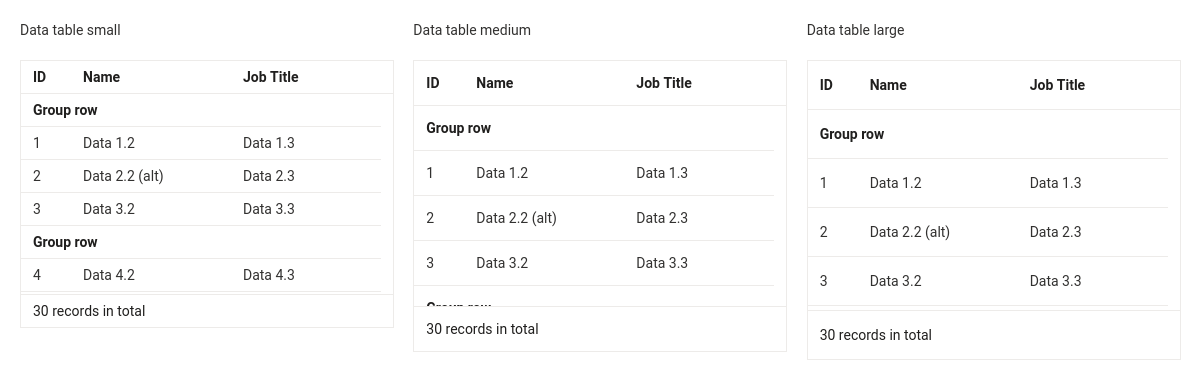 Data table small
ID Name Job Title
Group row
1 Data 1.2 Data 1.3
2 Data 2.2 (alt) Data 2.3
3 Data 3.2 Data 3.3
Group row
4 Data 4.2 Data 4.3
30 records in total
Data table medium
ID Name Job Title
Group row
1 Data 1.2 Data 1.3
2 Data 2.2 (alt) Data 2.3
3 Data 3.2 Data 3.3
Group row
30 records in total
Data table large
ID Name Job Title
Group row
1 Data 1.2 Data 1.3
2 Data 2.2 (alt) Data 2.3
3 Data 3.2 Data 3.3
30 records in total